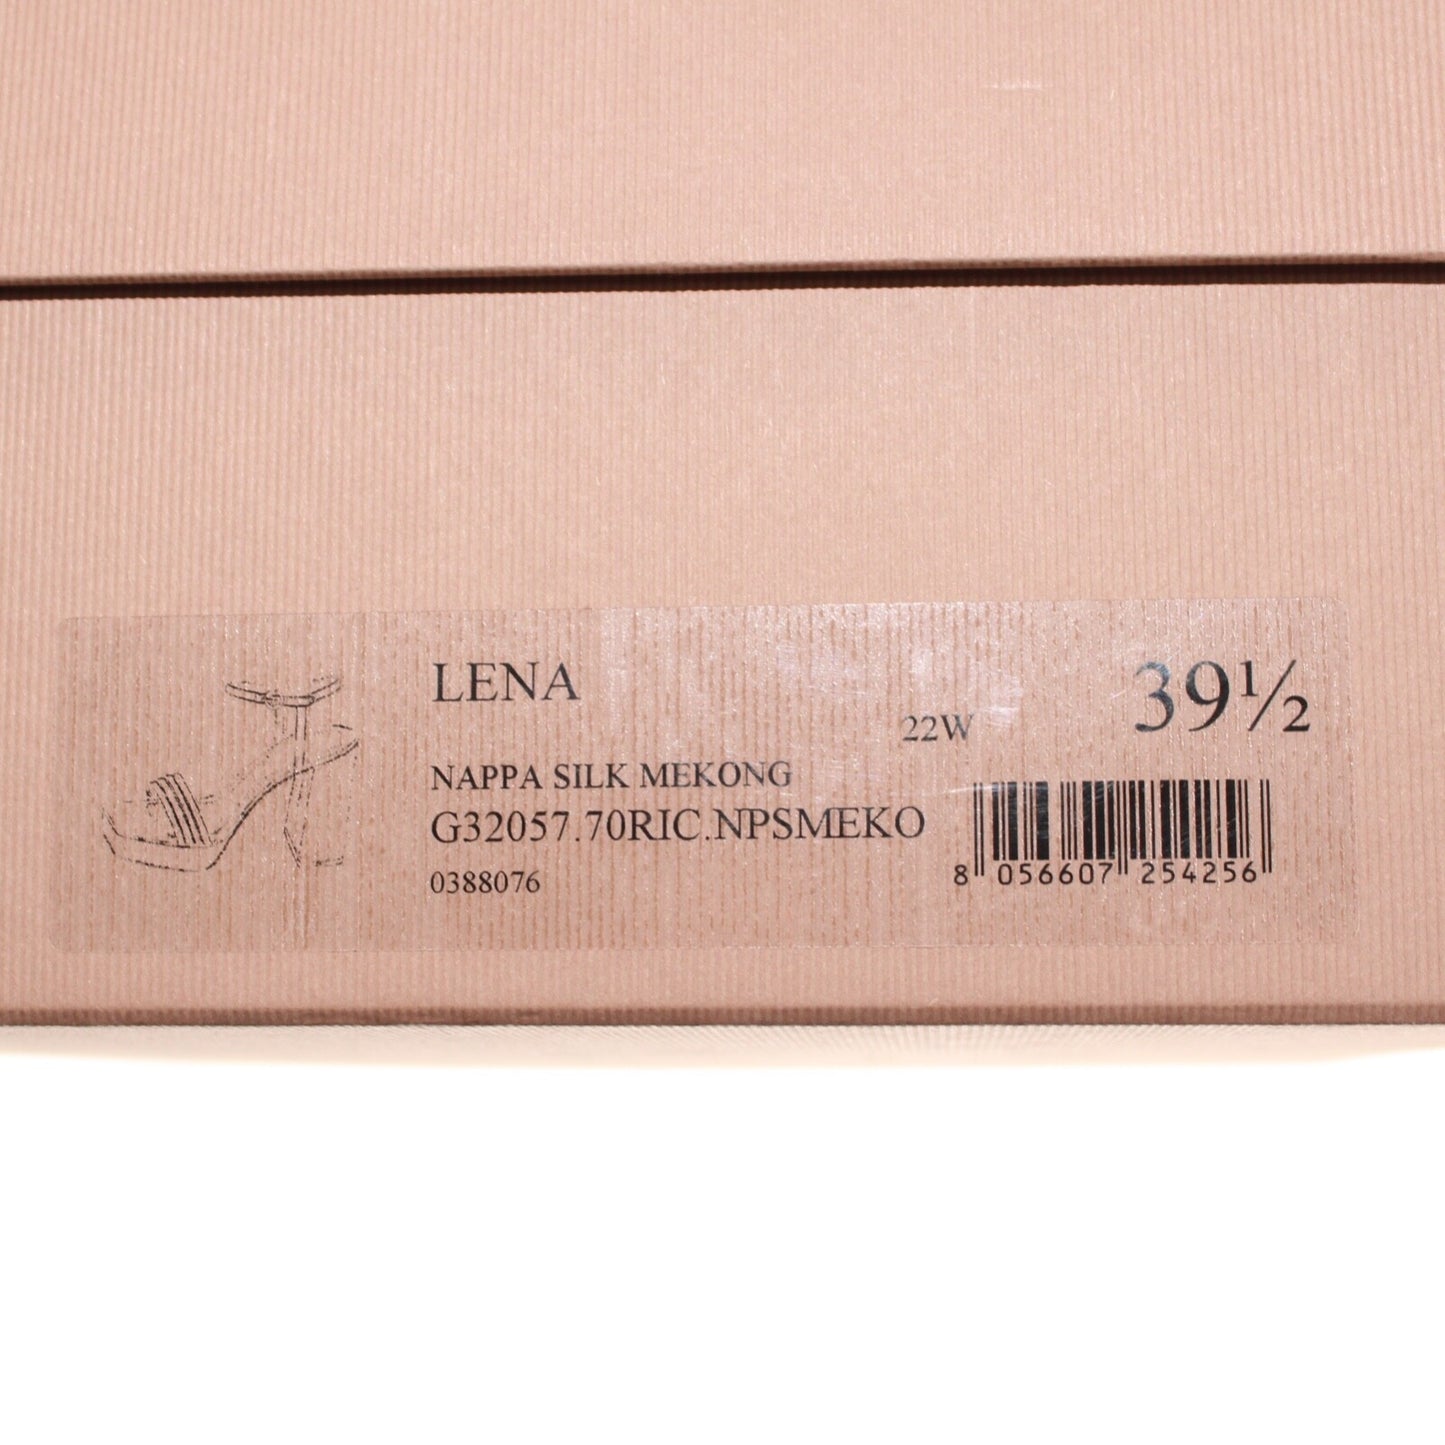 LENA
22W
39½
NAPPA SILK MEKONG
G32057.70RIC.NPSMEKO
0388076
8 056607 254256